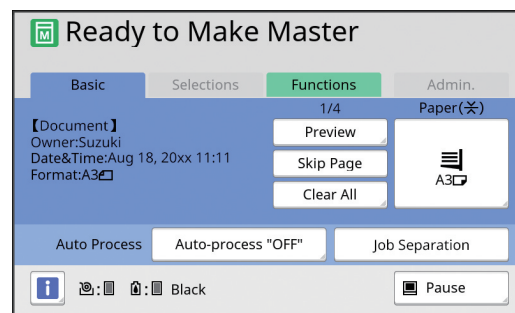 Ready to Make Master
Basic
Selections
Functions
Admin.
1/4
Paper(⚹)
【Document】
Owner:Suzuki
Date&Time:Aug 18, 20xx 11:11
Format:A3
Preview
Skip Page
Clear All
A3
Auto Process
Auto-process "OFF"
Job Separation
i
:
:
Black
Pause